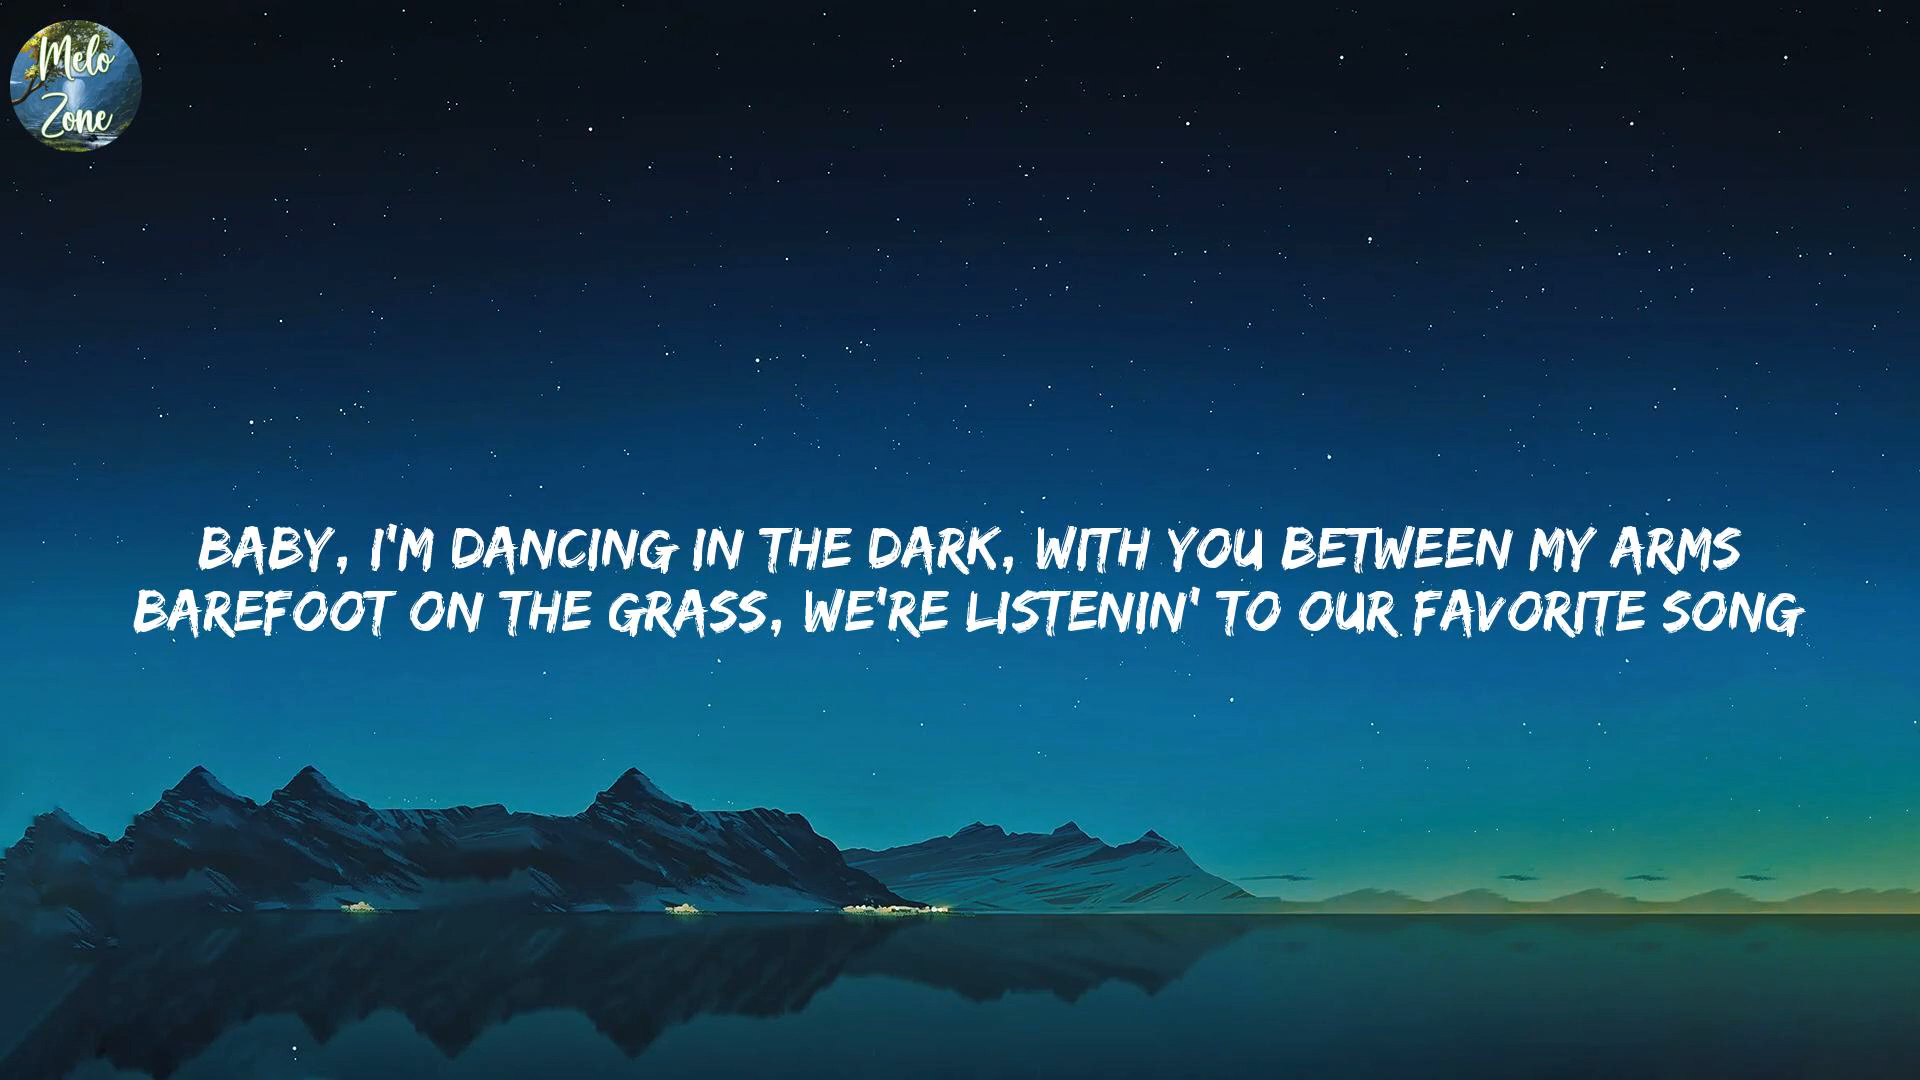 Melo
Zone
BABY, I'M DANCING IN THE DARK, WITH YOU BETWEEN MY ARMS
BAREFOOT ON THE GRASS, WE'RE LISTENIN' TO OUR FAVORITE SONG